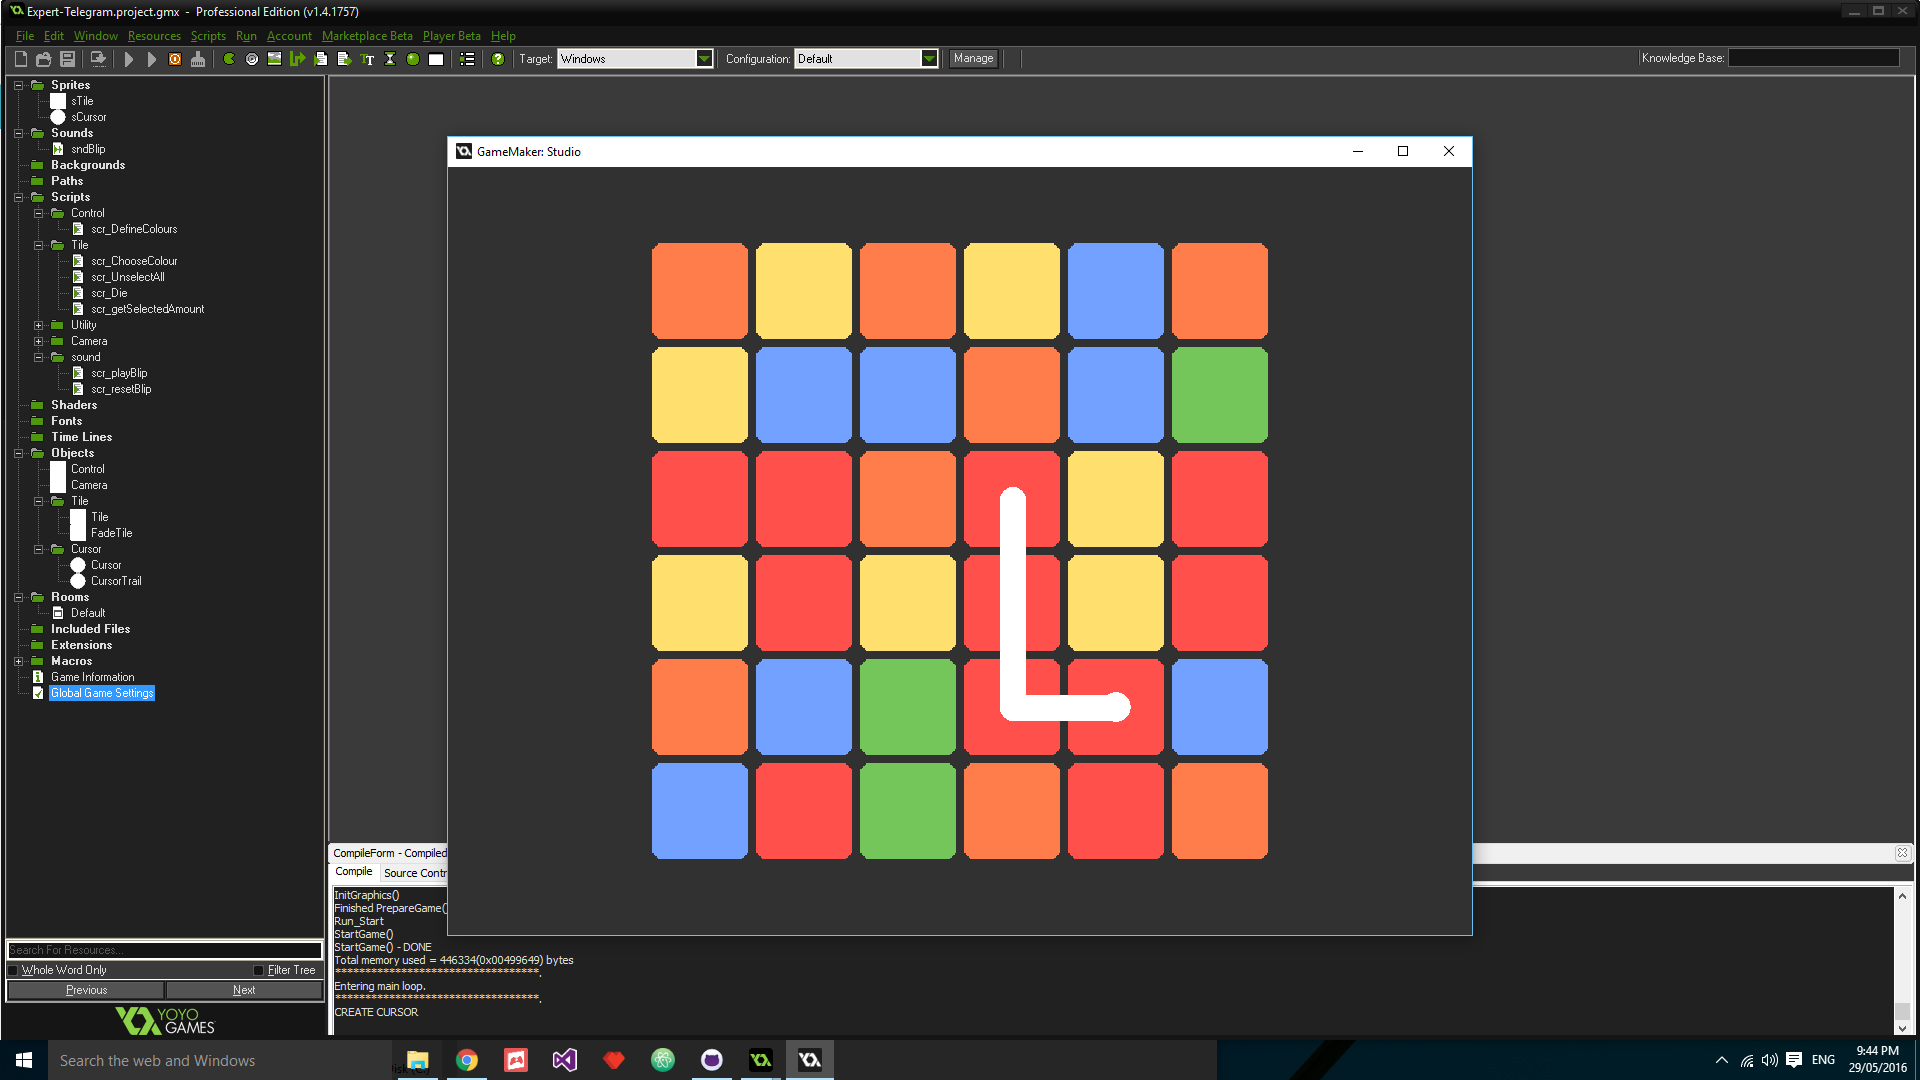 Expert-Telegram.project.gmx - Professional Edition (v1.4.1757)
File Edit Window Resources Scripts Run Account Marketplace Beta Player Beta Help
Target: Windows Configuration: Default Manage Knowledge Base:
Sprites
sTile
sCursor
Sounds
sndBlip
Backgrounds
Paths
Scripts
Control
scr_DefineColours
Tile
scr_ChooseColour
scr_UnselectAll
scr_Die
scr_getSelectedAmount
Utility
Camera
sound
scr_playBlip
scr_resetBlip
Shaders
Fonts
Time Lines
Objects
Control
Camera
Tile
Tile
FadeTile
Cursor
Cursor
CursorTrail
Rooms
Default
Included Files
Extensions
Macros
Game Information
Global Game Settings
Search For Resources...
Whole Word Only Filter Tree
Previous Next
YOYO
GAMES
GameMaker: Studio
CompileForm - Compiled
Compile Source Contr
InitGraphics()
Finished PrepareGame()
Run_Start
StartGame()
StartGame() - DONE
Total memory used = 446334(0x00499649) bytes
**********************************.
Entering main loop.
**********************************.
CREATE CURSOR
Search the web and Windows
ENG
9:44 PM
29/05/2016